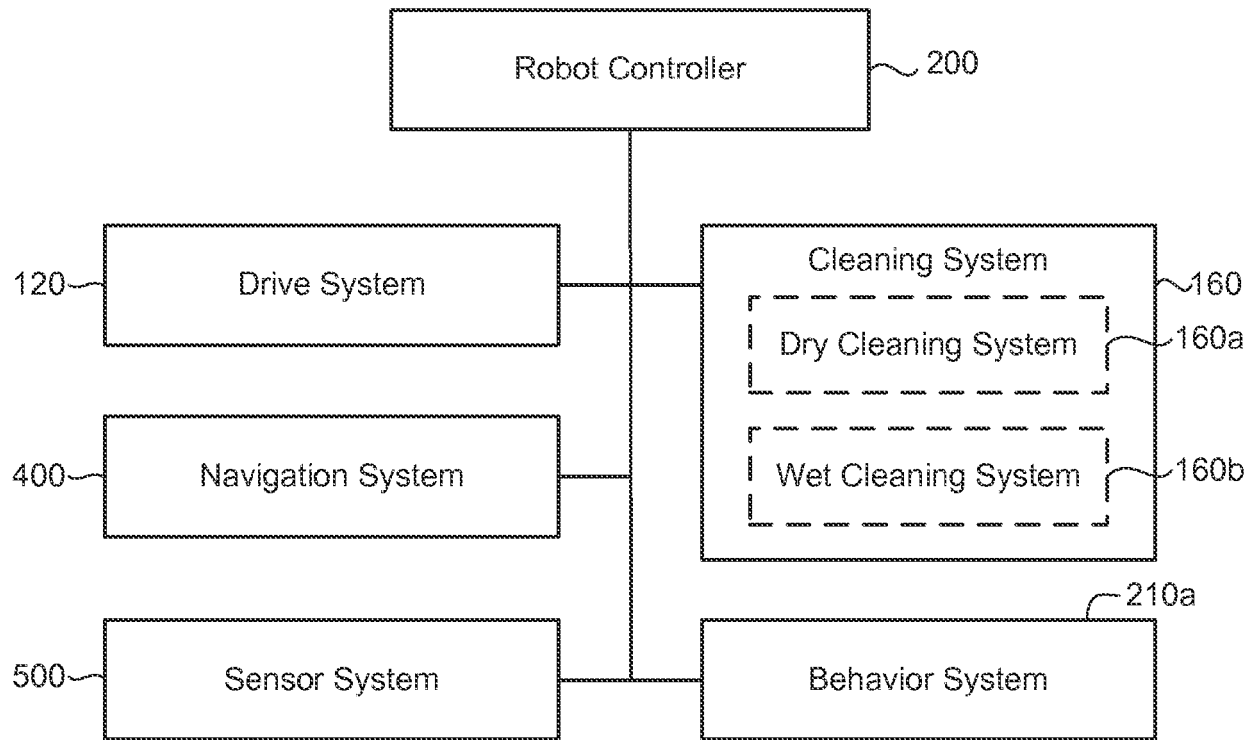 Robot Controller
200
120
Drive System
Cleaning System
160
Dry Cleaning System
160a
400
Navigation System
Wet Cleaning System
160b
210a
500
Sensor System
Behavior System